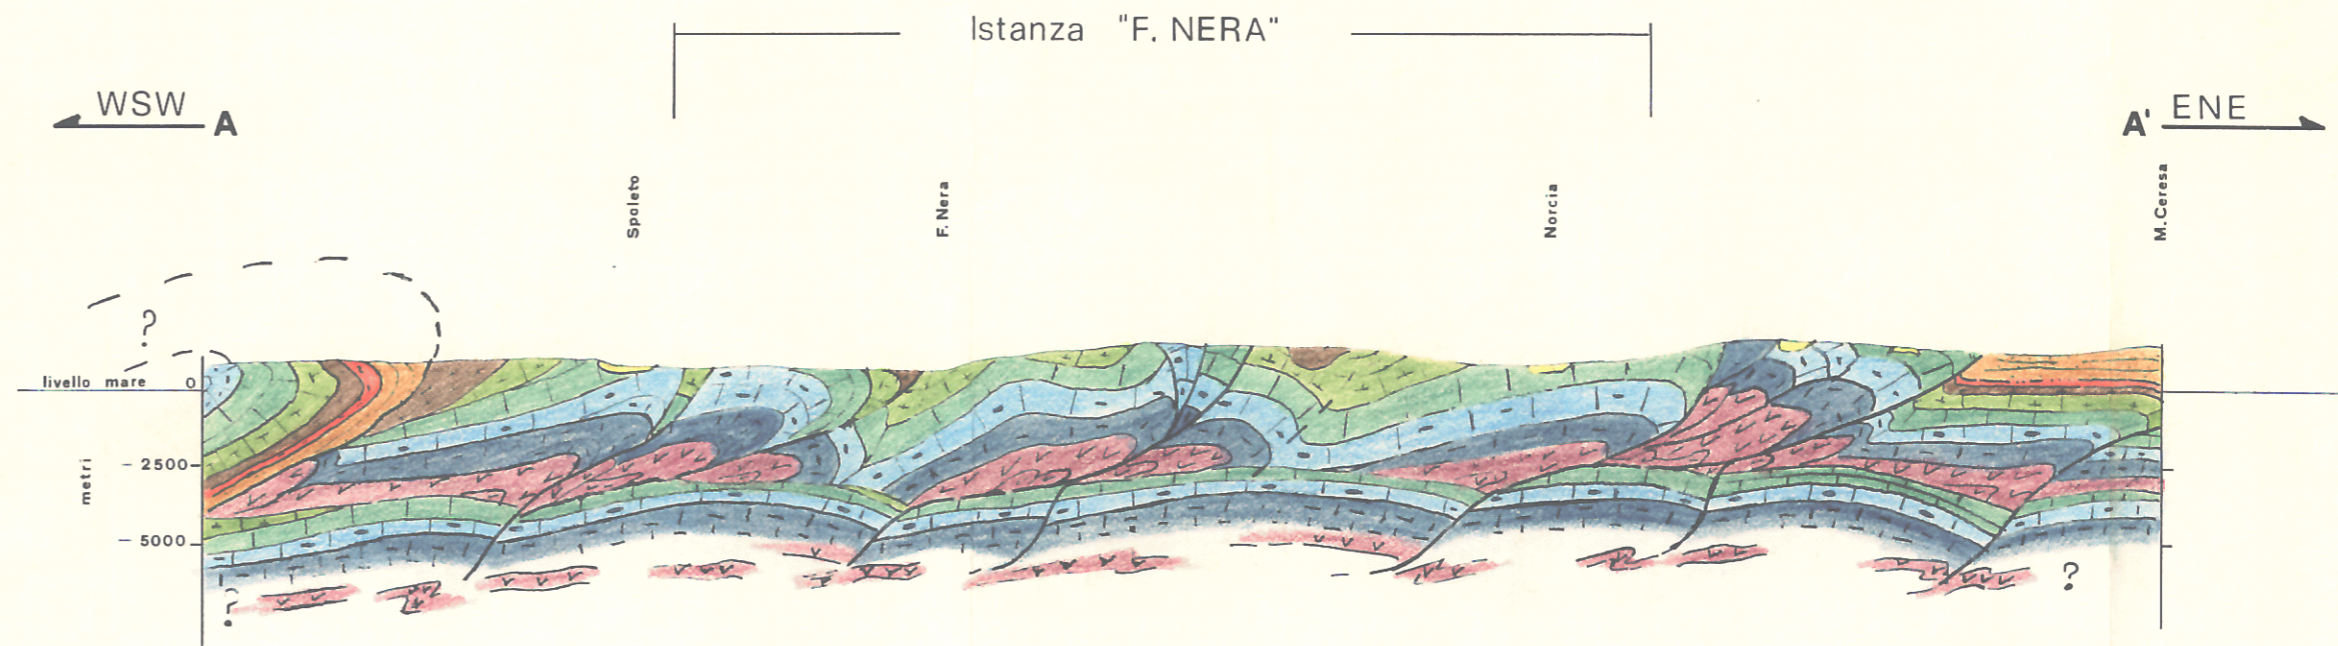 Istanza "F. NERA"
WSW A
A' ENE
Spoleto
F. Nera
Norcia
M. Ceresa
?
livello mare 0
metri
- 2500
- 5000
?
?